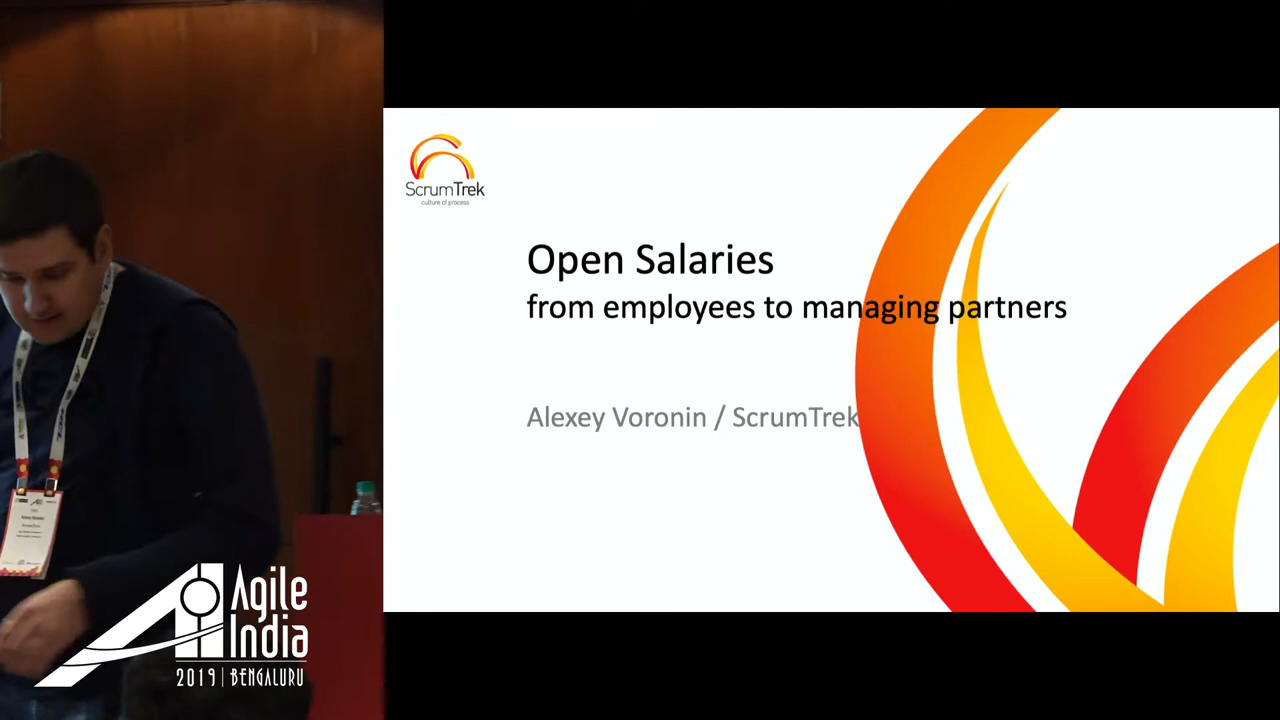 ScrumTrek
culture of process
Open Salaries
from employees to managing partners
Alexey Voronin / ScrumTrek
Agile
India
2019 | BENGALURU